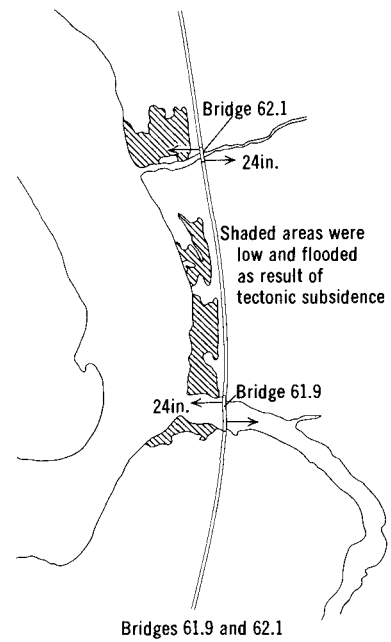 Bridge 62.1
24in.
Shaded areas were
low and flooded
as result of
tectonic subsidence
Bridge 61.9
24in.
Bridges 61.9 and 62.1